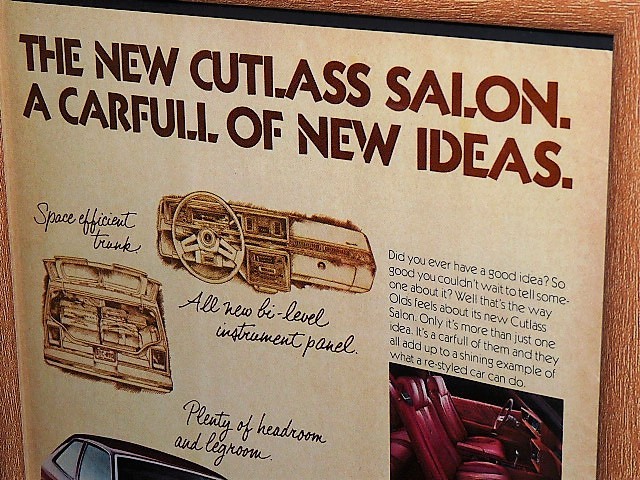 THE NEW CUTLASS SALON.
A CARFULL OF NEW IDEAS.
Space efficient
trunk.
All new bi-level
instrument panel.
Did you ever have a good idea? So
good you couldn't wait to tell some-
one about it? Well that's the way
Olds feels about its new Cutlass
Salon. Only it's more than just one
idea. It's a carfull of them and they
all add up to a shining example of
what a re-styled car can do.
Plenty of headroom
and legroom.